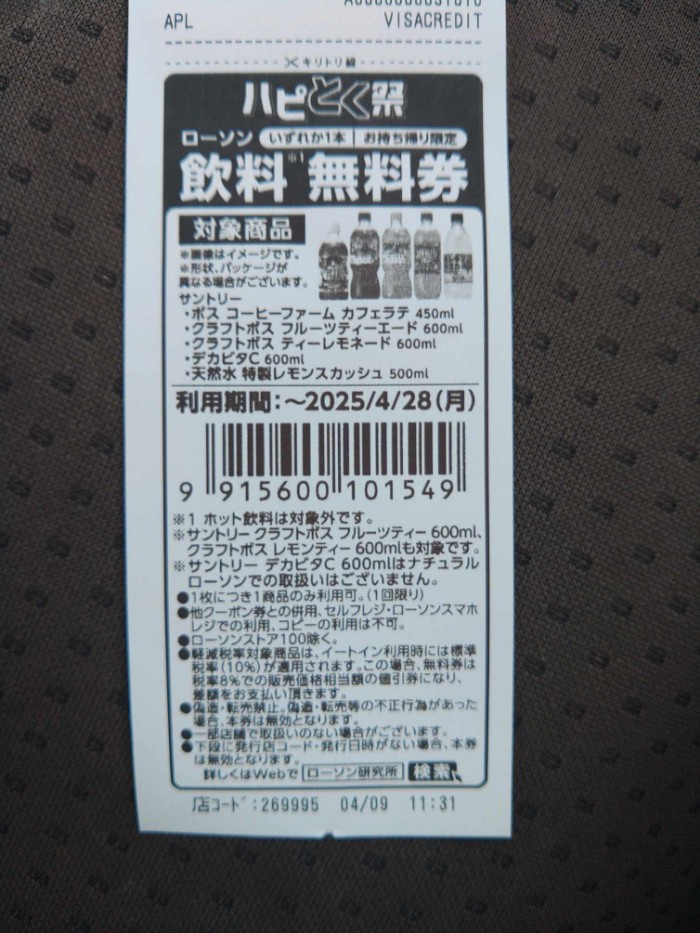 APL VISACREDIT
キリトリ線
ハピとく祭
ローソン いずれか1本 お持ち帰り限定
飲料※1無料券
対象商品
※画像はイメージです。
※形状、パッケージが
異なる場合がございます。
サントリー
・ボス コーヒーファーム カフェラテ 450ml
・クラフトボス フルーツティーエード 600ml
・クラフトボス ティーレモネード 600ml
・デカビタC 600ml
・天然水 特製レモンスカッシュ 500ml
利用期間:～2025/4/28(月)
9 915600 101549
※1 ホット飲料は対象外です。
※サントリー クラフトボス フルーツティー 600ml、
クラフトボス レモンティー 600mlも対象です。
※サントリー デカビタC 600mlはナチュラル
ローソンでの取扱いはございません。
●1枚につき1商品のみ利用可。(1回限り)
●他クーポン券との併用、セルフレジ・ローソンスマホ
レジでの利用、コピーの利用は不可。
●ローソンストア100除く。
●軽減税率対象商品は、イートイン利用時には標準
税率(10%)が適用されます。この場合、無料券は
税率8%での販売価格相当額の値引券になり、
差額をお支払い頂きます。
●偽造・転売禁止。偽造・転売等の不正行為があった
場合、本券は無効となります。
●一部店舗で取扱いのない場合がございます。
●下段に発行店コード・発行日時がない場合、本券
は無効となります。
詳しくはWebで ローソン研究所 検索
店コード:269995 04/09 11:31